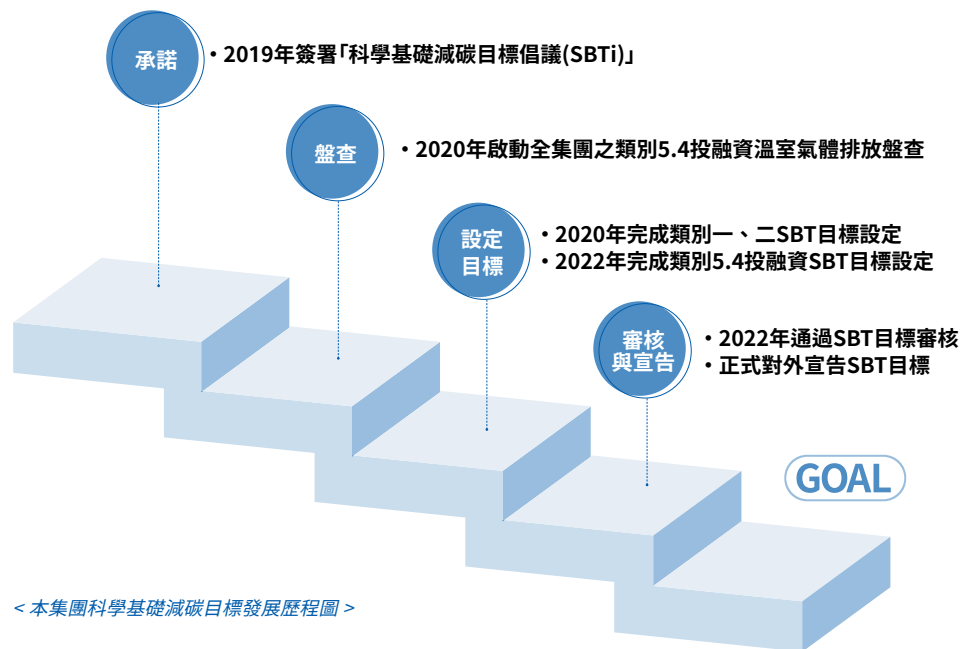 承諾
・2019年簽署「科學基礎減碳目標倡議(SBTi)」
盤查
・2020年啟動全集團之類別5.4投融資溫室氣體排放盤查
設定
目標
・2020年完成類別一、二SBT目標設定
・2022年完成類別5.4投融資SBT目標設定
審核
與宣告
・2022年通過SBT目標審核
・正式對外宣告SBT目標
GOAL
< 本集團科學基礎減碳目標發展歷程圖 >